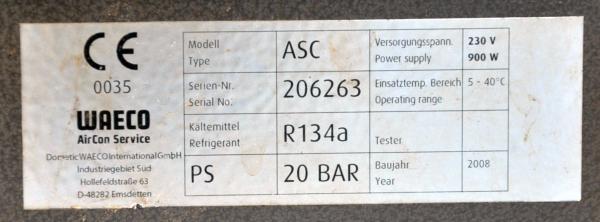 CE
0035
WAECO
AirCon Service
Dometic WAECO International GmbH
Industriegebiet Süd
Hollefeldstraße 63
D-48282 Emsdetten
Modell ASC Versorgungsspann. 230 V
Type Power supply 900 W
Serien-Nr. 206263 Einsatztemp. Bereich 5 - 40°C
Serial No. Operating range
Kältemittel R134a
Refrigerant Tester
PS 20 BAR Baujahr 2008
Year